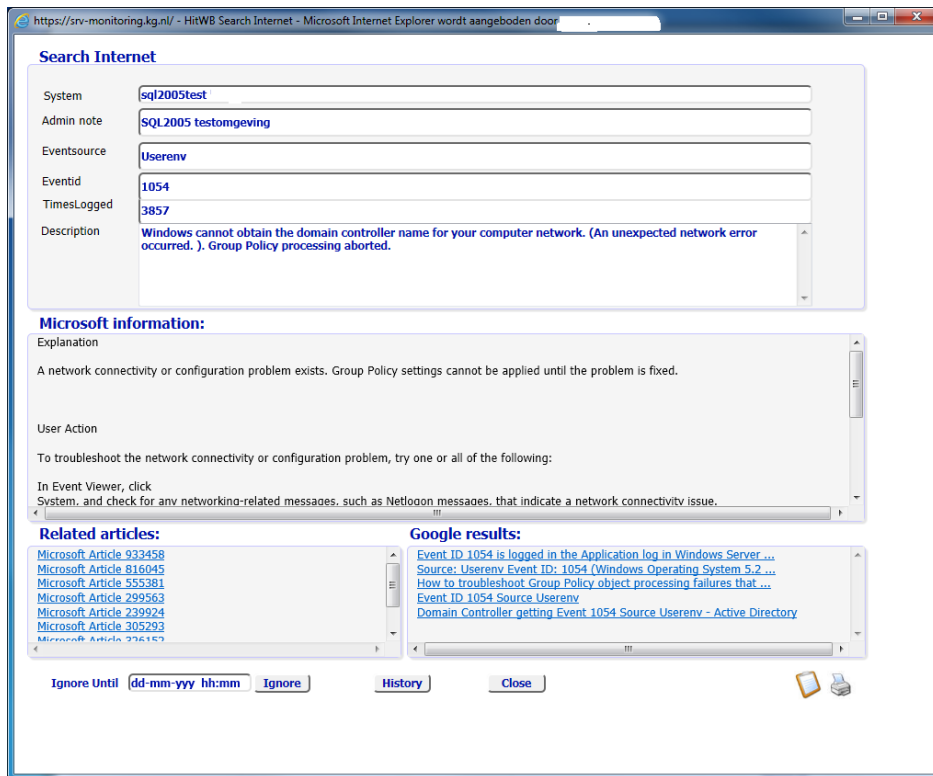 https://srv-monitoring.kg.nl/ - HitWB Search Internet - Microsoft Internet Explorer wordt aangeboden door
Search Internet
System sql2005test
Admin note SQL2005 testomgeving
Eventsource Userenv
Eventid 1054
TimesLogged 3857
Description Windows cannot obtain the domain controller name for your computer network. (An unexpected network error
occurred. ). Group Policy processing aborted.
Microsoft information:
Explanation
A network connectivity or configuration problem exists. Group Policy settings cannot be applied until the problem is fixed.
User Action
To troubleshoot the network connectivity or configuration problem, try one or all of the following:
In Event Viewer, click
System, and check for any networking-related messages, such as Netlogon messages, that indicate a network connectivity issue.
Related articles:
Microsoft Article 933458
Microsoft Article 816045
Microsoft Article 555381
Microsoft Article 299563
Microsoft Article 239924
Microsoft Article 305293
Microsoft Article 326152
Google results:
Event ID 1054 is logged in the Application log in Windows Server ...
Source: Userenv Event ID: 1054 (Windows Operating System 5.2 ...
How to troubleshoot Group Policy object processing failures that ...
Event ID 1054 Source Userenv
Domain Controller getting Event 1054 Source Userenv - Active Directory
Ignore Until dd-mm-yyy hh:mm Ignore History Close